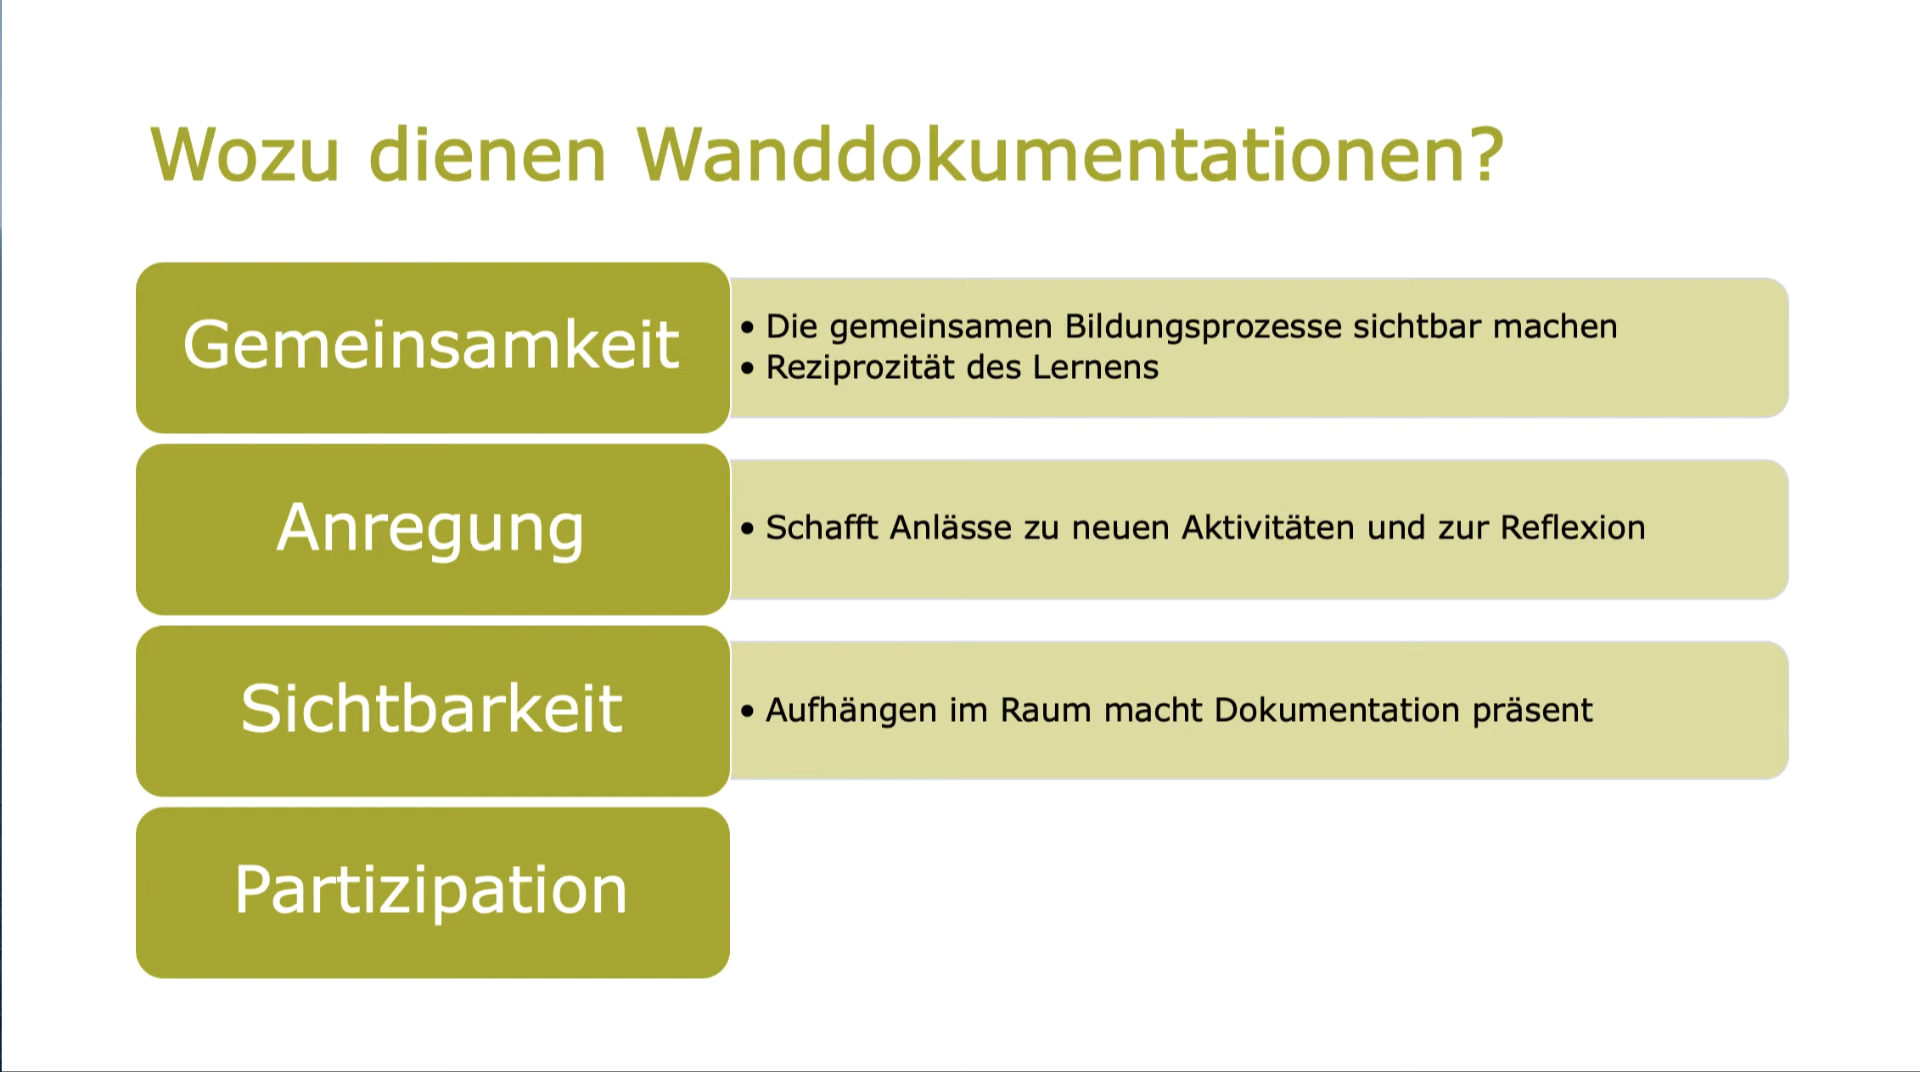 Wozu dienen Wanddokumentationen?
Gemeinsamkeit
• Die gemeinsamen Bildungsprozesse sichtbar machen
• Reziprozität des Lernens
Anregung
• Schafft Anlässe zu neuen Aktivitäten und zur Reflexion
Sichtbarkeit
• Aufhängen im Raum macht Dokumentation präsent
Partizipation